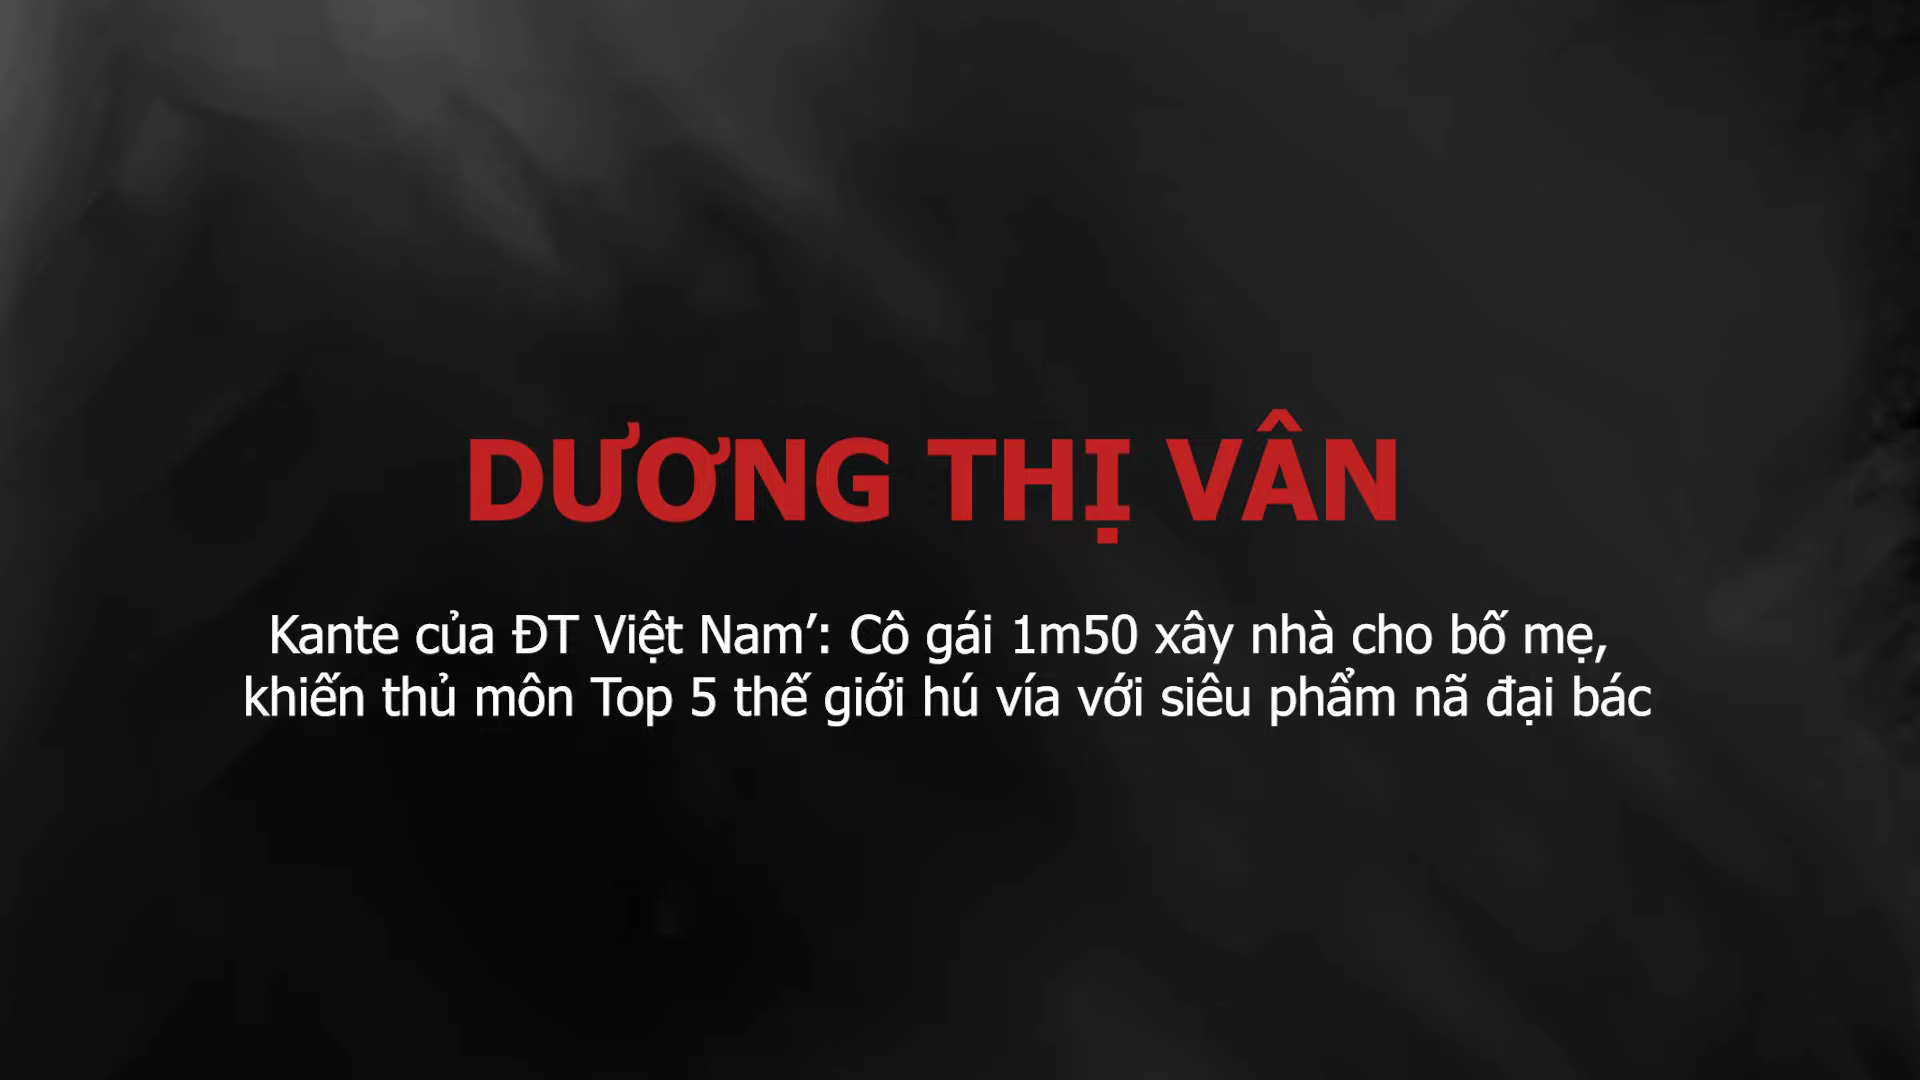 DƯƠNG THỊ VÂN
Kante của ĐT Việt Nam’: Cô gái 1m50 xây nhà cho bố mẹ,
khiến thủ môn Top 5 thế giới hú vía với siêu phẩm nã đại bác